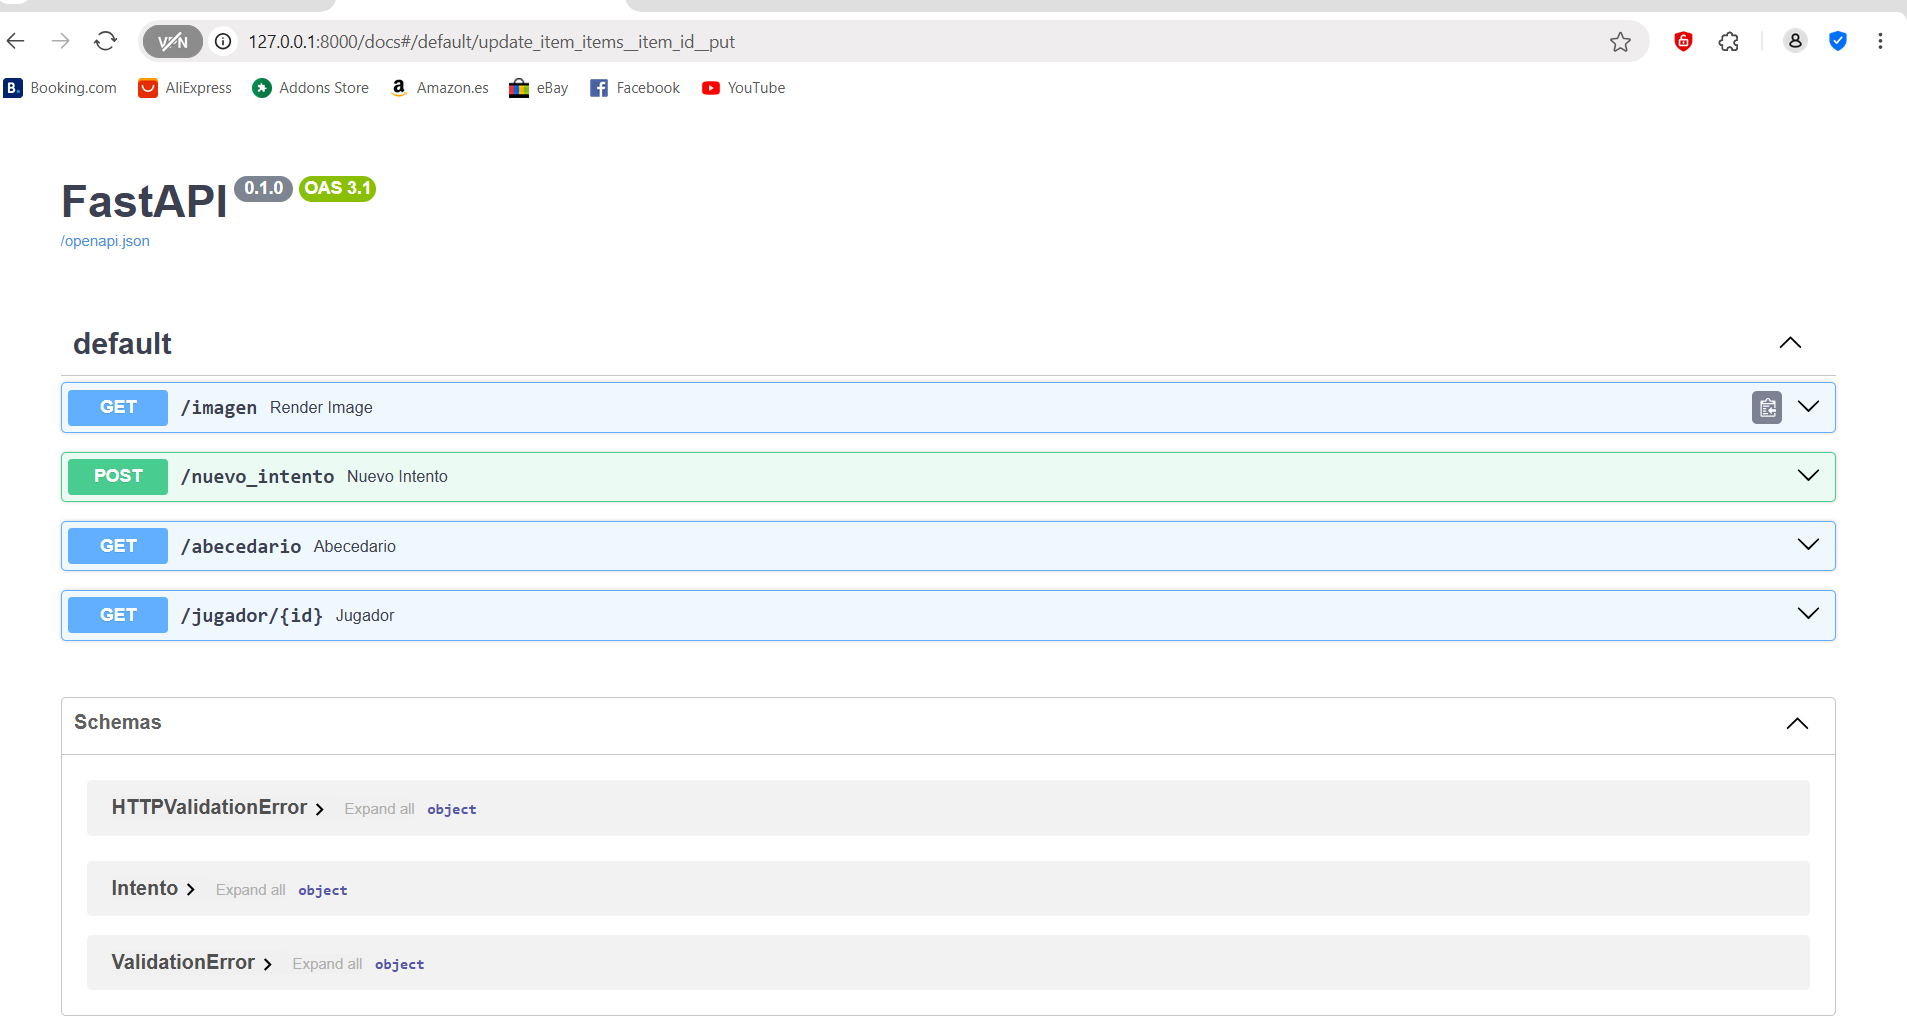 VPN 127.0.0.1:8000/docs#/default/update_item_items__item_id__put
B. Booking.com AliExpress Addons Store a Amazon.es eBay Facebook YouTube
FastAPI 0.1.0 OAS 3.1
/openapi.json
default
GET /imagen Render Image
POST /nuevo_intento Nuevo Intento
GET /abecedario Abecedario
GET /jugador/{id} Jugador
Schemas
HTTPValidationError Expand all object
Intento Expand all object
ValidationError Expand all object